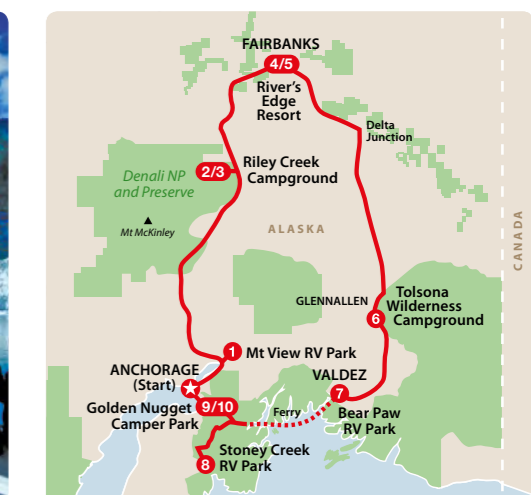 FAIRBANKS
4/5
River's
Edge
Resort
Delta
Junction
2/3
Riley Creek
Campground
Denali NP
and Preserve
Mt McKinley
ALASKA
CANADA
GLENNALLEN
Tolsona
Wilderness
Campground
6
1
Mt View RV Park
ANCHORAGE
(Start)
VALDEZ
7
Golden Nugget
Camper Park
9/10
Ferry
Bear Paw
RV Park
Stoney Creek
RV Park
8